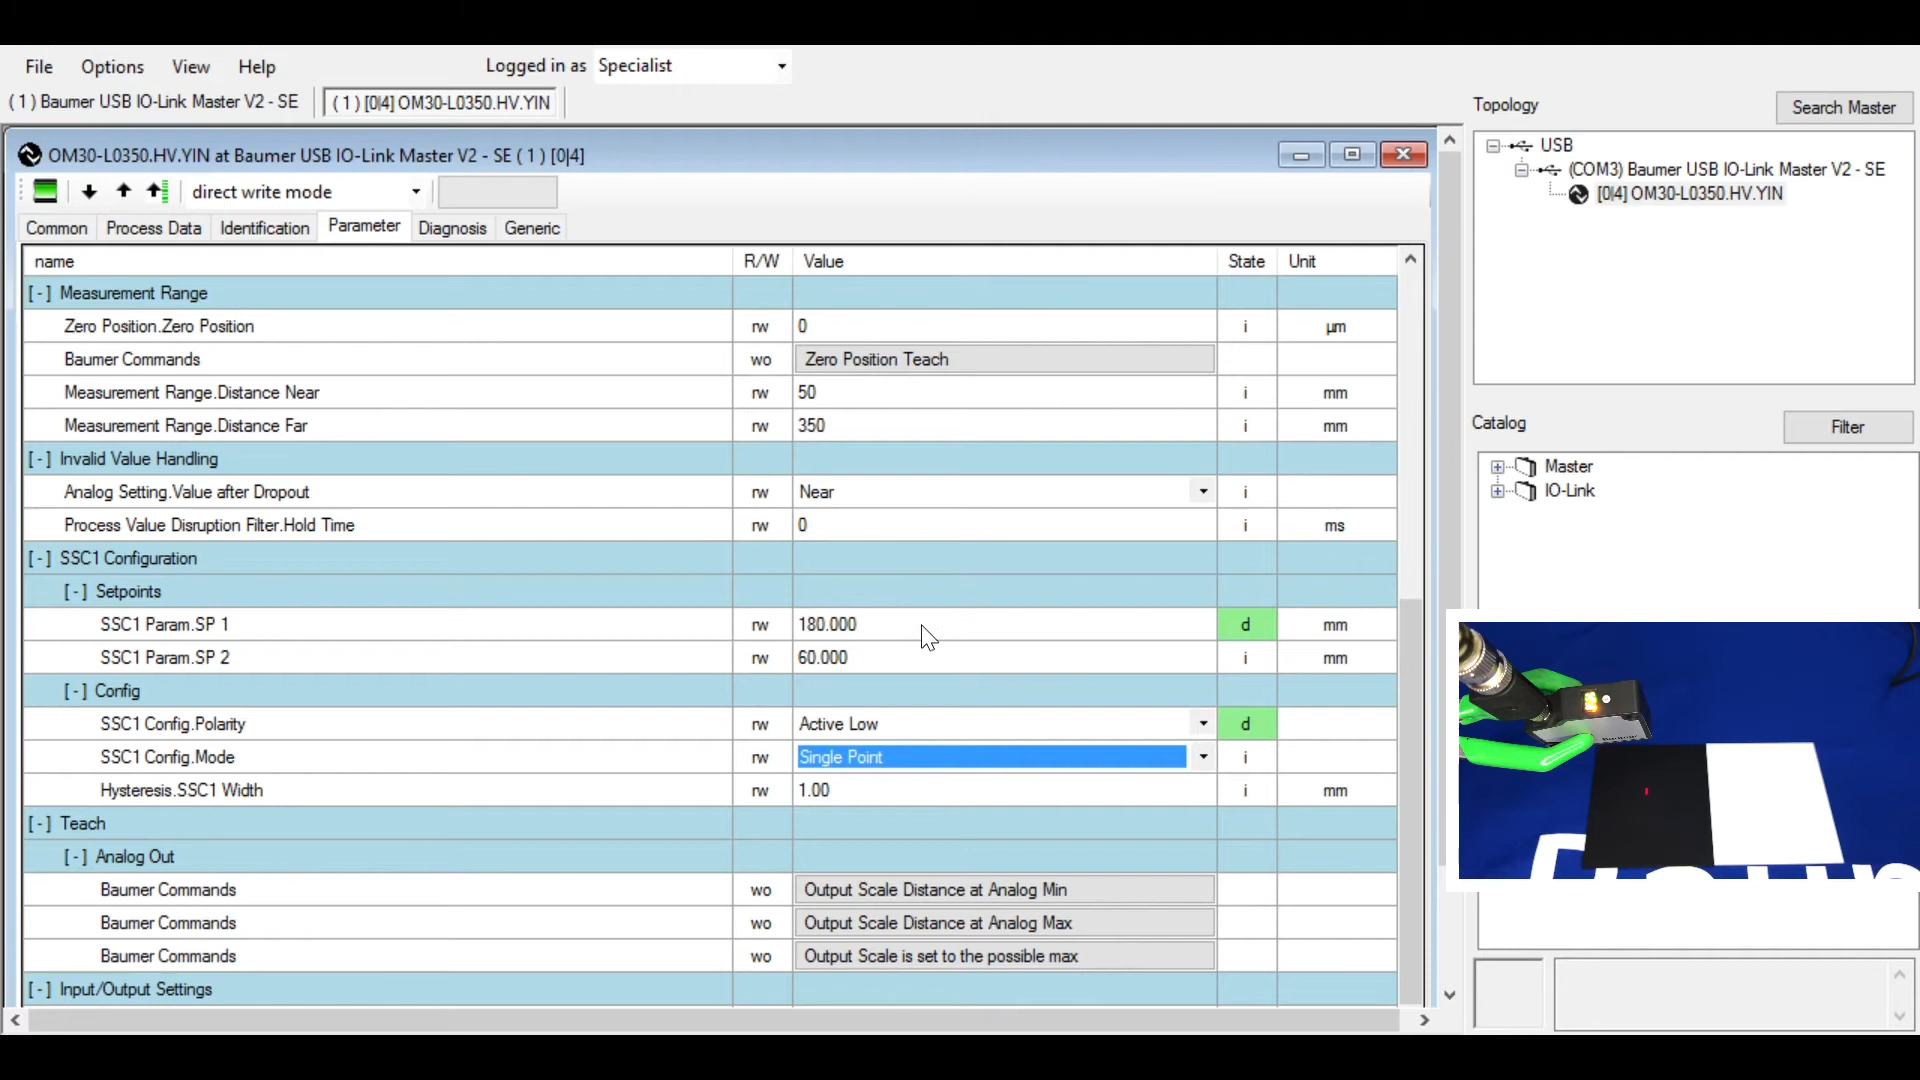 File Options View Help Logged in as Specialist
( 1 ) Baumer USB IO-Link Master V2 - SE ( 1 ) [0|4] OM30-L0350.HV.YIN
OM30-L0350.HV.YIN at Baumer USB IO-Link Master V2 - SE ( 1 ) [0|4]
direct write mode
Common Process Data Identification Parameter Diagnosis Generic
name R/W Value State Unit
[ - ] Measurement Range
Zero Position.Zero Position rw 0 i µm
Baumer Commands wo Zero Position Teach
Measurement Range.Distance Near rw 50 i mm
Measurement Range.Distance Far rw 350 i mm
[ - ] Invalid Value Handling
Analog Setting.Value after Dropout rw Near i
Process Value Disruption Filter.Hold Time rw 0 i ms
[ - ] SSC1 Configuration
[ - ] Setpoints
SSC1 Param.SP 1 rw 180.000 d mm
SSC1 Param.SP 2 rw 60.000 i mm
[ - ] Config
SSC1 Config.Polarity rw Active Low d
SSC1 Config.Mode rw Single Point i
Hysteresis.SSC1 Width rw 1.00 i mm
[ - ] Teach
[ - ] Analog Out
Baumer Commands wo Output Scale Distance at Analog Min
Baumer Commands wo Output Scale Distance at Analog Max
Baumer Commands wo Output Scale is set to the possible max
[ - ] Input/Output Settings
Topology Search Master
USB
(COM3) Baumer USB IO-Link Master V2 - SE
[0|4] OM30-L0350.HV.YIN
Catalog Filter
Master
IO-Link